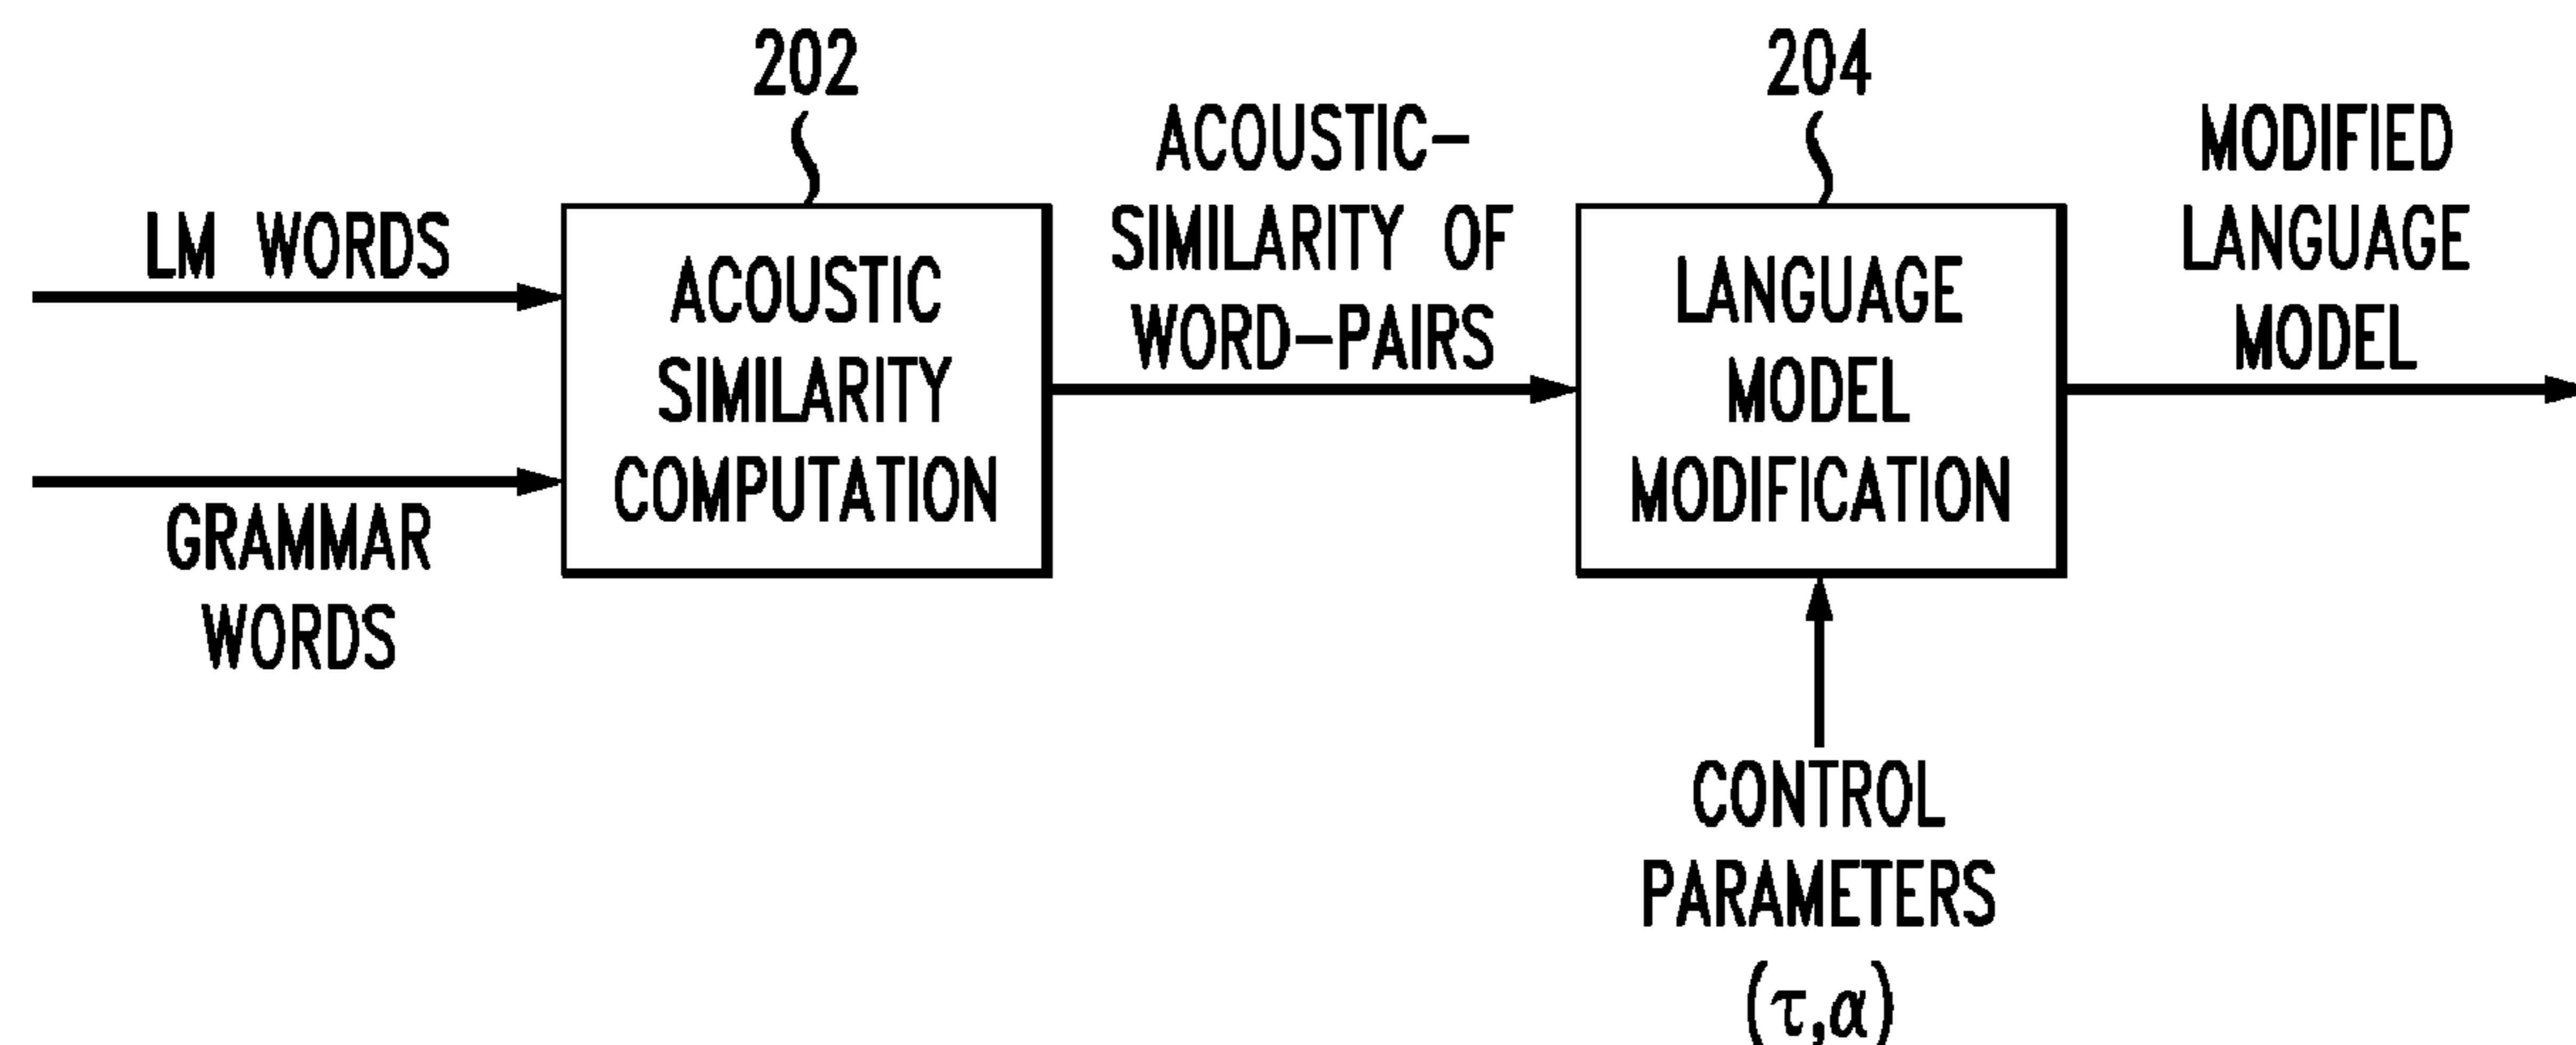 202
204
LM WORDS
GRAMMAR
WORDS
ACOUSTIC
SIMILARITY
COMPUTATION
ACOUSTIC-
SIMILARITY OF
WORD-PAIRS
LANGUAGE
MODEL
MODIFICATION
MODIFIED
LANGUAGE
MODEL
CONTROL
PARAMETERS
(τ,α)